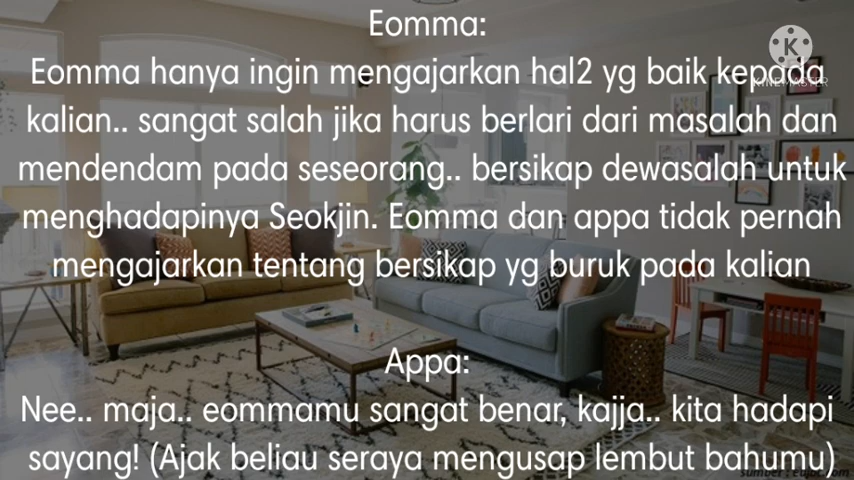 Eomma:
Eomma hanya ingin mengajarkan hal2 yg baik kepada
kalian.. sangat salah jika harus berlari dari masalah dan
mendendam pada seseorang.. bersikap dewasalah untuk
menghadapinya Seokjin. Eomma dan appa tidak pernah
mengajarkan tentang bersikap yg buruk pada kalian
Appa:
Nee.. maja.. eommamu sangat benar, kajja.. kita hadapi
sayang! (Ajak beliau seraya mengusap lembut bahumu)
K
KINEMASTER